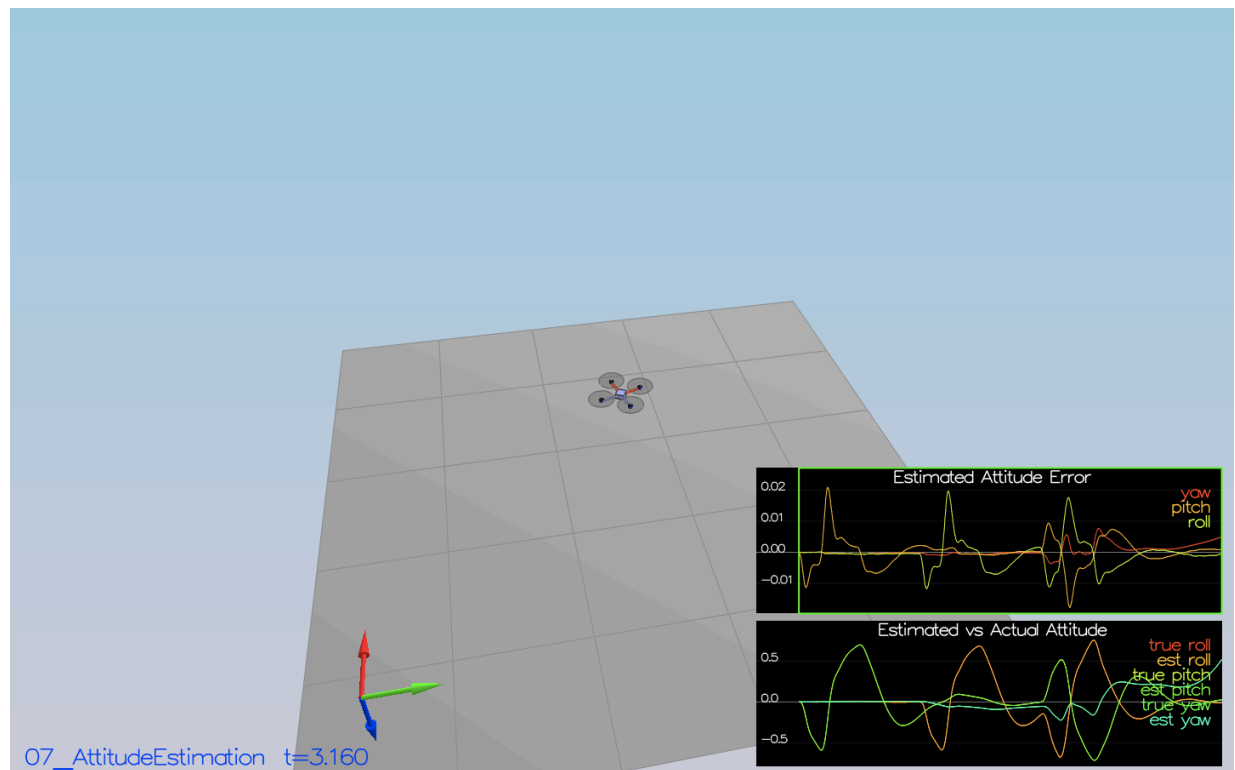 Estimated Attitude Error
0.02
0.01
0.00
−0.01
yaw
pitch
roll
Estimated vs Actual Attitude
0.5
0.0
−0.5
true roll
est roll
true pitch
est pitch
true yaw
est yaw
07_AttitudeEstimation t=3.160